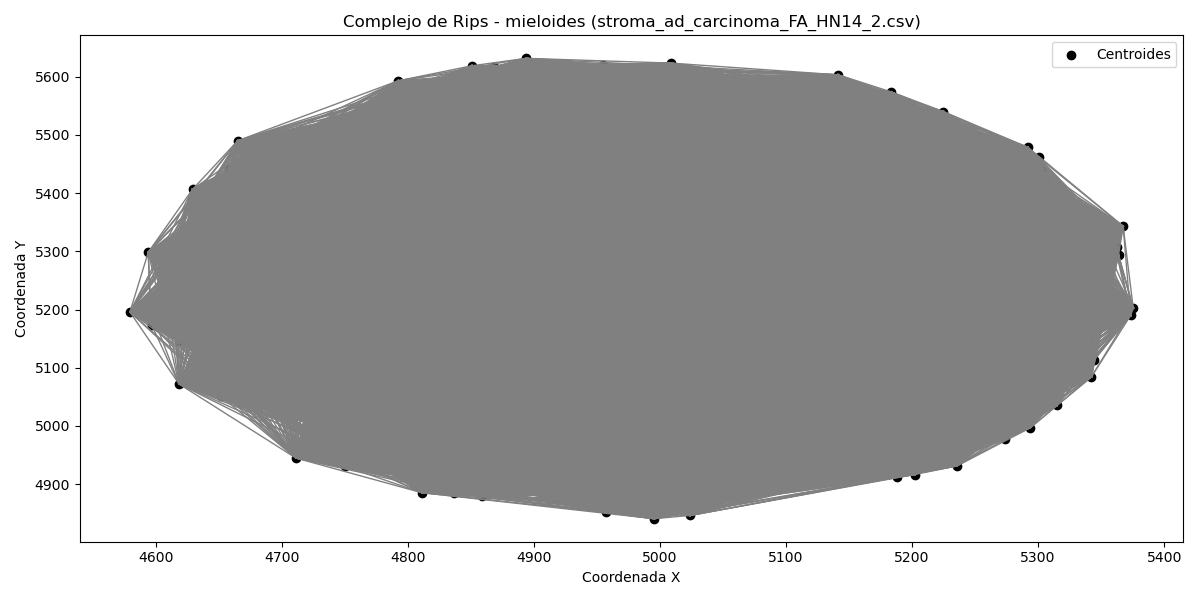 Complejo de Rips - mieloides (stroma_ad_carcinoma_FA_HN14_2.csv)
Centroides
Coordenada Y
5600
5500
5400
5300
5200
5100
5000
4900
4600 4700 4800 4900 5000 5100 5200 5300 5400
Coordenada X